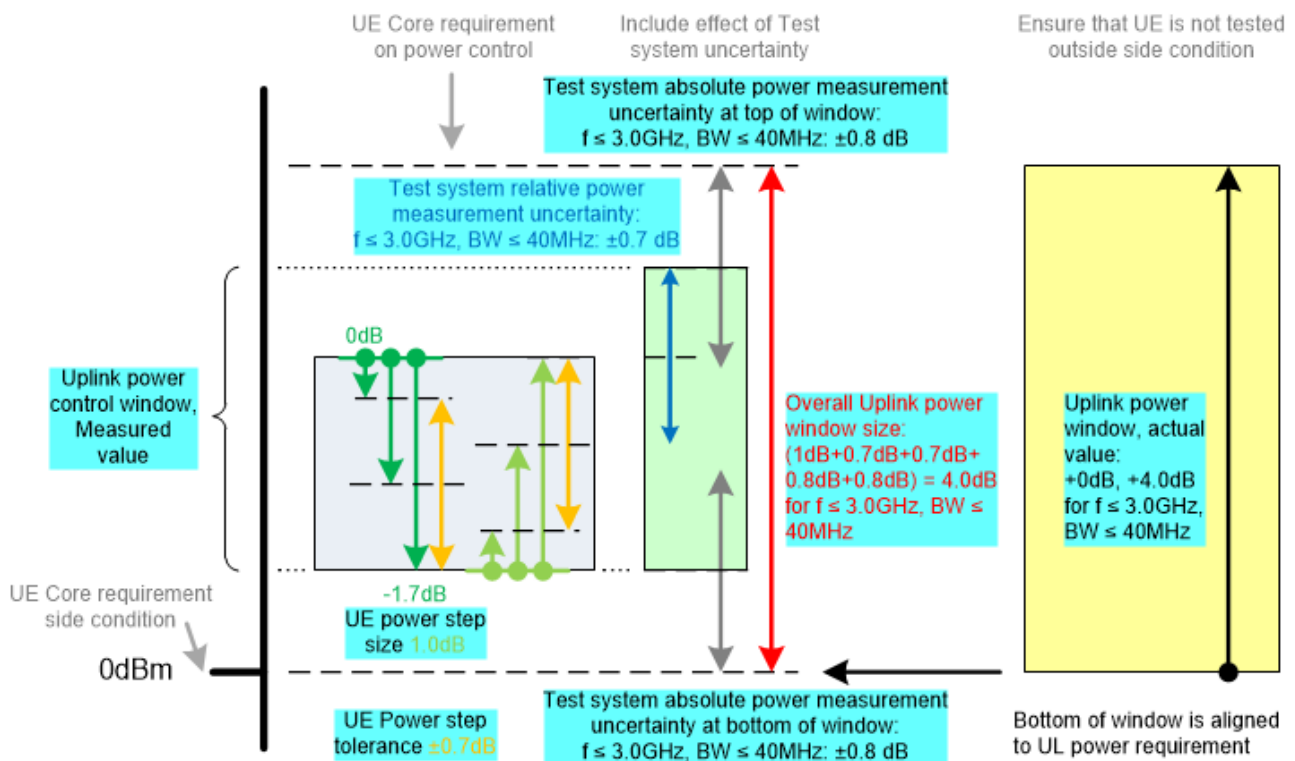 UE Core requirement
on power control
Include effect of Test
system uncertainty
Ensure that UE is not tested
outside side condition
Test system absolute power measurement
uncertainty at top of window:
f ≤ 3.0GHz, BW ≤ 40MHz: ±0.8 dB
Test system relative power
measurement uncertainty:
f ≤ 3.0GHz, BW ≤ 40MHz: ±0.7 dB
0dB
Uplink power
control window,
Measured
value
Overall Uplink power
window size:
(1dB+0.7dB+0.7dB+
0.8dB+0.8dB) = 4.0dB
for f ≤ 3.0GHz, BW ≤
40MHz
Uplink power
window, actual
value:
+0dB, +4.0dB
for f ≤ 3.0GHz,
BW ≤ 40MHz
-1.7dB
UE power step
size 1.0dB
UE Core requirement
side condition
0dBm
UE Power step
tolerance ±0.7dB
Test system absolute power measurement
uncertainty at bottom of window:
f ≤ 3.0GHz, BW ≤ 40MHz: ±0.8 dB
Bottom of window is aligned
to UL power requirement